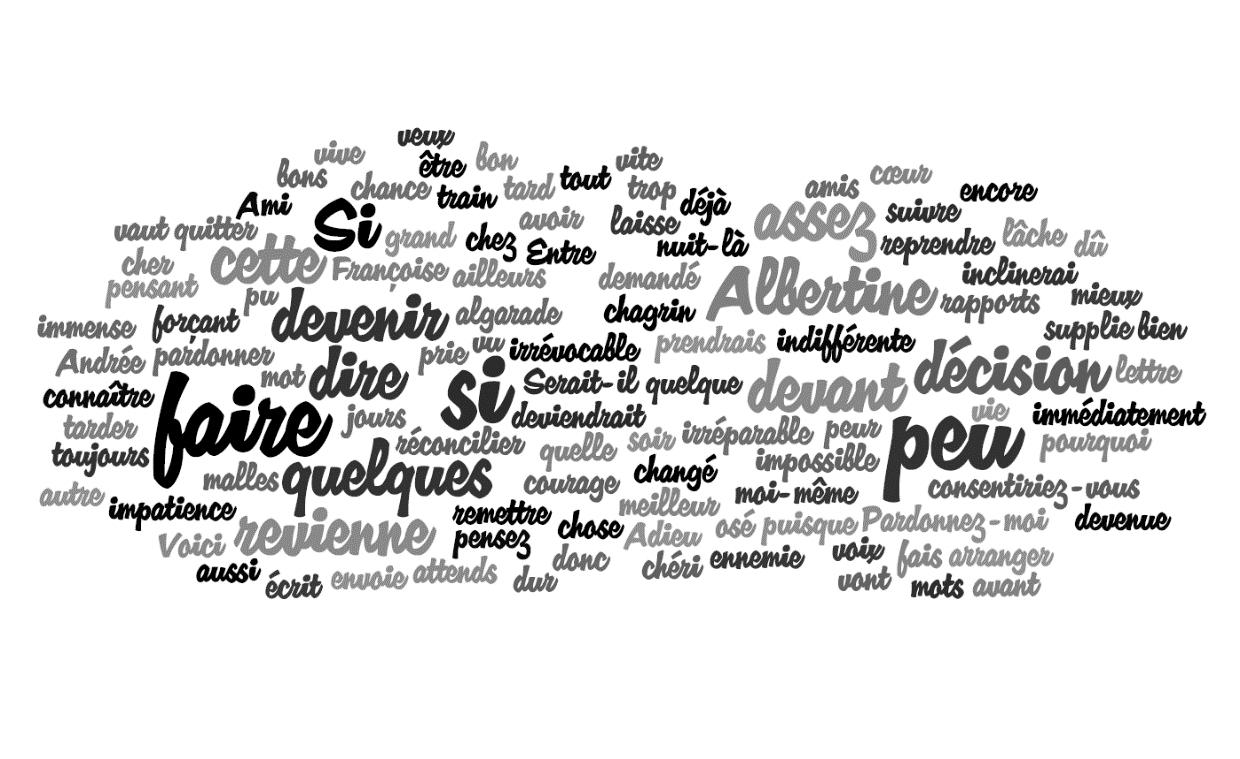 veux
vive être bon vite
bons chance train tard tout trop amis cœur encore
Ami Si avoir laisse déjà assez suivre
vaut quitter grand chez Entre nuit-là reprendre lâche dû
cher cette Françoise ailleurs demandé Albertine inclinerai
pensant pu devenir algarade chagrin rapports mieux
immense forçant vu irrévocable prendrais indifférente supplie bien
Andrée pardonner mot dire prie si Serait-il quelque devant décision lettre
connaître faire jours deviendrait vie immédiatement
tarder réconcilier quelle soir irréparable peur peu pourquoi
toujours malles quelques courage changé impossible
autre impatience meilleur moi-même consentiriez-vous
Voici revienne remettre chose Adieu osé puisque Pardonnez-moi devenue
pensez donc chéri ennemie voix fais arranger
aussi écrit envoie attends dur vont mots avant